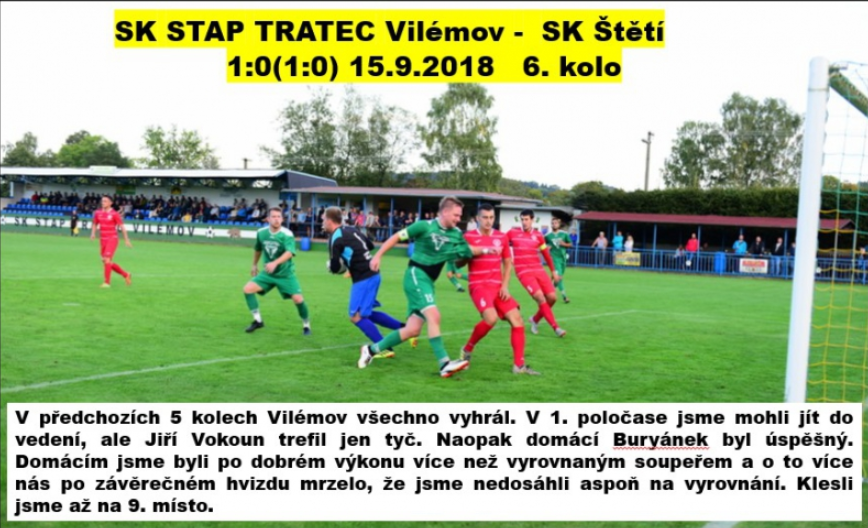 SK STAP TRATEC Vilémov - SK Štětí
1:0(1:0) 15.9.2018 6. kolo
SK STAP VILÉMOV
V předchozích 5 kolech Vilémov všechno vyhrál. V 1. poločase jsme mohli jít do
vedení, ale Jiří Vokoun trefil jen tyč. Naopak domácí Buryánek byl úspěšný.
Domácím jsme byli po dobrém výkonu více než vyrovnaným soupeřem a o to více
nás po závěrečném hvizdu mrzelo, že jsme nedosáhli aspoň na vyrovnání. Klesli
jsme až na 9. místo.